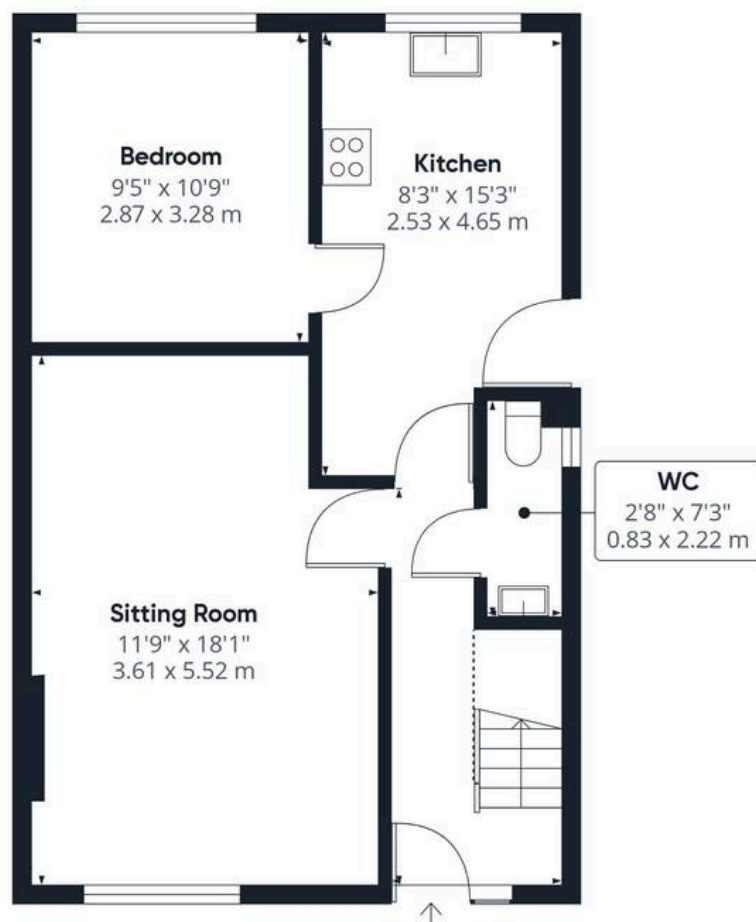 Bedroom
9'5" x 10'9"
2.87 x 3.28 m
Kitchen
8'3" x 15'3"
2.53 x 4.65 m
WC
2'8" x 7'3"
0.83 x 2.22 m
Sitting Room
11'9" x 18'1"
3.61 x 5.52 m